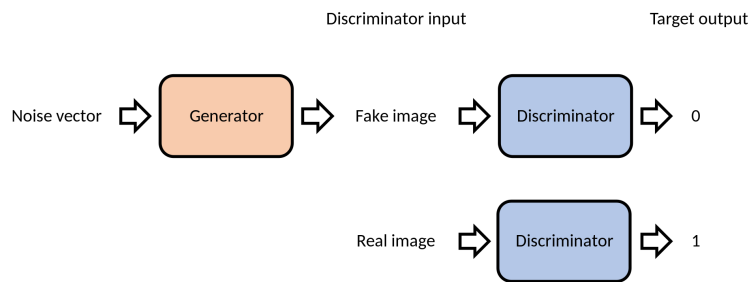 Discriminator input
Target output
Noise vector
Generator
Fake image
Discriminator
0
Real image
Discriminator
1